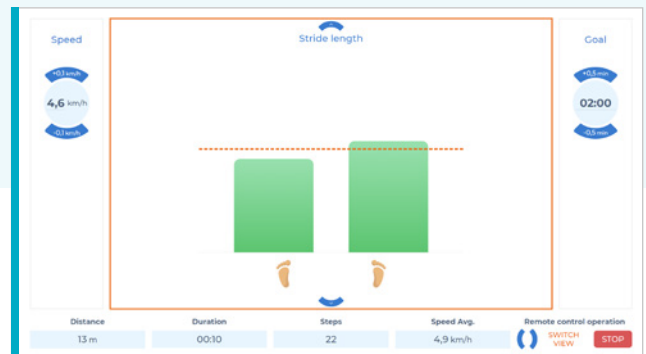 Speed
+0,1 km/h
4,6 km/h
-0,1 km/h
Stride length
Goal
+0,5 min
02:00
-0,5 min
Distance
13 m
Duration
00:10
Steps
22
Speed Avg.
4,9 km/h
Remote control operation
SWITCH
VIEW
STOP